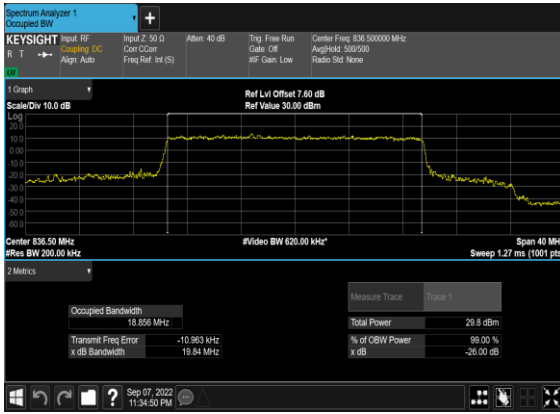 Spectrum Analyzer 1
Occupied BW
KEYSIGHT Input: RF Input Z: 50 Ω Atten: 40 dB Trig: Free Run Center Freq: 836.500000 MHz
R T Coupling: DC Corr CCorr Gate: Off Avg|Hold: 500/500
Align: Auto Freq Ref: Int (S) #IF Gain: Low Radio Std: None
LXI
1 Graph
Scale/Div 10.0 dB
Ref Lvl Offset 7.60 dB
Ref Value 30.00 dBm
Log
20.0
10.0
0.00
-10.0
-20.0
-30.0
-40.0
-50.0
-60.0
Center 836.50 MHz #Video BW 620.00 kHz* Span 40 MH
#Res BW 200.00 kHz Sweep 1.27 ms (1001 pts
2 Metrics
Measure Trace Trace 1
Occupied Bandwidth
18.856 MHz
Total Power 29.8 dBm
Transmit Freq Error -10.963 kHz % of OBW Power 99.00 %
x dB Bandwidth 19.84 MHz x dB -26.00 dB
? Sep 07, 2022
11:34:50 PM